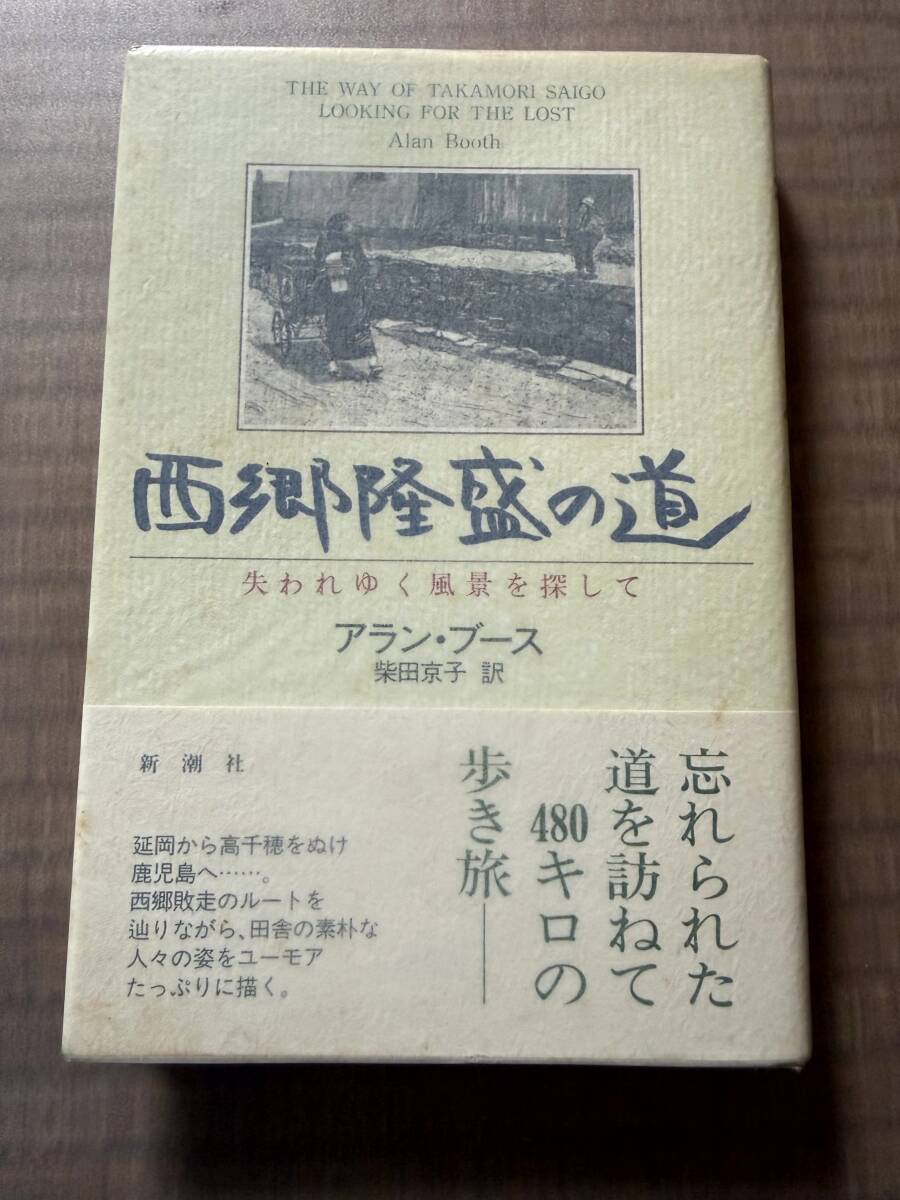 THE WAY OF TAKAMORI SAIGO
LOOKING FOR THE LOST
Alan Booth
西郷隆盛の道
失われゆく風景を探して
アラン・ブース
柴田京子 訳
忘れられた
道を訪ねて
480キロの
歩き旅――
新潮社
延岡から高千穂をぬけ
鹿児島へ……。
西郷敗走のルートを
辿りながら、田舎の素朴な
人々の姿をユーモア
たっぷりに描く。